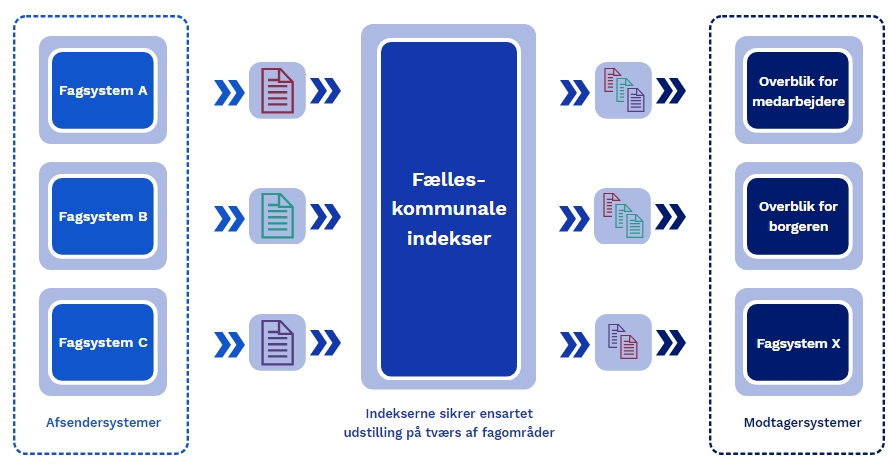 Fagsystem A
Fagsystem B
Fagsystem C
Afsendersystemer
Fælles-
kommunale
indekser
Indekserne sikrer ensartet
udstilling på tværs af fagområder
Overblik for
medarbejdere
Overblik for
borgeren
Fagsystem X
Modtagersystemer